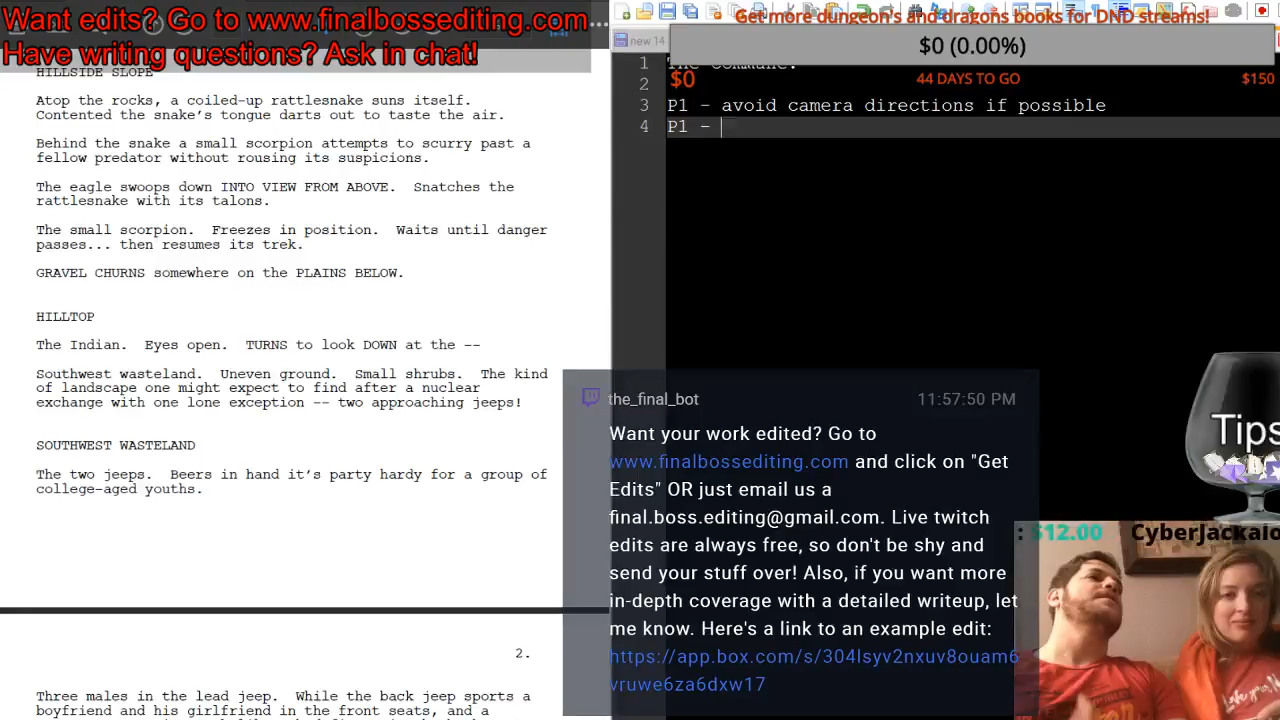 Want edits? Go to www.finalbossediting.com
Have writing questions? Ask in chat!
HILLSIDE SLOPE
Atop the rocks, a coiled-up rattlesnake suns itself.
Contented the snake's tongue darts out to taste the air.
Behind the snake a small scorpion attempts to scurry past a
fellow predator without rousing its suspicions.
The eagle swoops down INTO VIEW FROM ABOVE. Snatches the
rattlesnake with its talons.
The small scorpion. Freezes in position. Waits until danger
passes... then resumes its trek.
GRAVEL CHURNS somewhere on the PLAINS BELOW.
HILLTOP
The Indian. Eyes open. TURNS to look DOWN at the --
Southwest wasteland. Uneven ground. Small shrubs. The kind
of landscape one might expect to find after a nuclear
exchange with one lone exception -- two approaching jeeps!
SOUTHWEST WASTELAND
The two jeeps. Beers in hand it's party hardy for a group of
college-aged youths.
2.
Three males in the lead jeep. While the back jeep sports a
boyfriend and his girlfriend in the front seats, and a
Get more dungeon's and dragons books for DND streams!
new 14
$0 (0.00%)
$0
44 DAYS TO GO
$150
1 The Commune:
2
3 P1 - avoid camera directions if possible
4 P1 -
the_final_bot
11:57:50 PM
Want your work edited? Go to
www.finalbossediting.com and click on "Get
Edits" OR just email us a
final.boss.editing@gmail.com. Live twitch
edits are always free, so don't be shy and
send your stuff over! Also, if you want more
in-depth coverage with a detailed writeup, let
me know. Here's a link to an example edit:
https://app.box.com/s/304lsyv2nxuv8ouam6
vruwe6za6dxw17
Tips
: $12.00
CyberJackalo